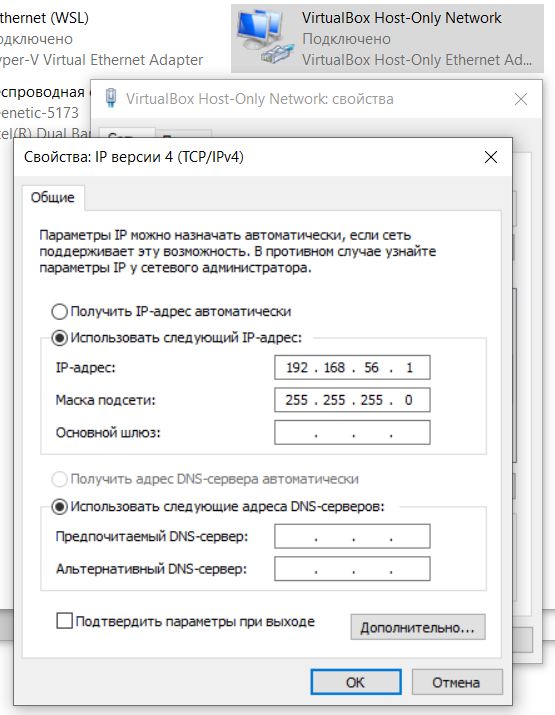 thernet (WSL)
одключено
yper-V Virtual Ethernet Adapter
VirtualBox Host-Only Network
Подключено
VirtualBox Host-Only Ethernet Ad...
еспроводная
eenetic-5173
ntel(R) Dual Ban
VirtualBox Host-Only Network: свойства
Свойства: IP версии 4 (TCP/IPv4)
Общие
Параметры IP можно назначать автоматически, если сеть
поддерживает эту возможность. В противном случае узнайте
параметры IP у сетевого администратора.
Получить IP-адрес автоматически
Использовать следующий IP-адрес:
IP-адрес: 192 . 168 . 56 . 1
Маска подсети: 255 . 255 . 255 . 0
Основной шлюз: . . .
Получить адрес DNS-сервера автоматически
Использовать следующие адреса DNS-серверов:
Предпочитаемый DNS-сервер: . . .
Альтернативный DNS-сервер: . . .
Подтвердить параметры при выходе
Дополнительно...
OK
Отмена